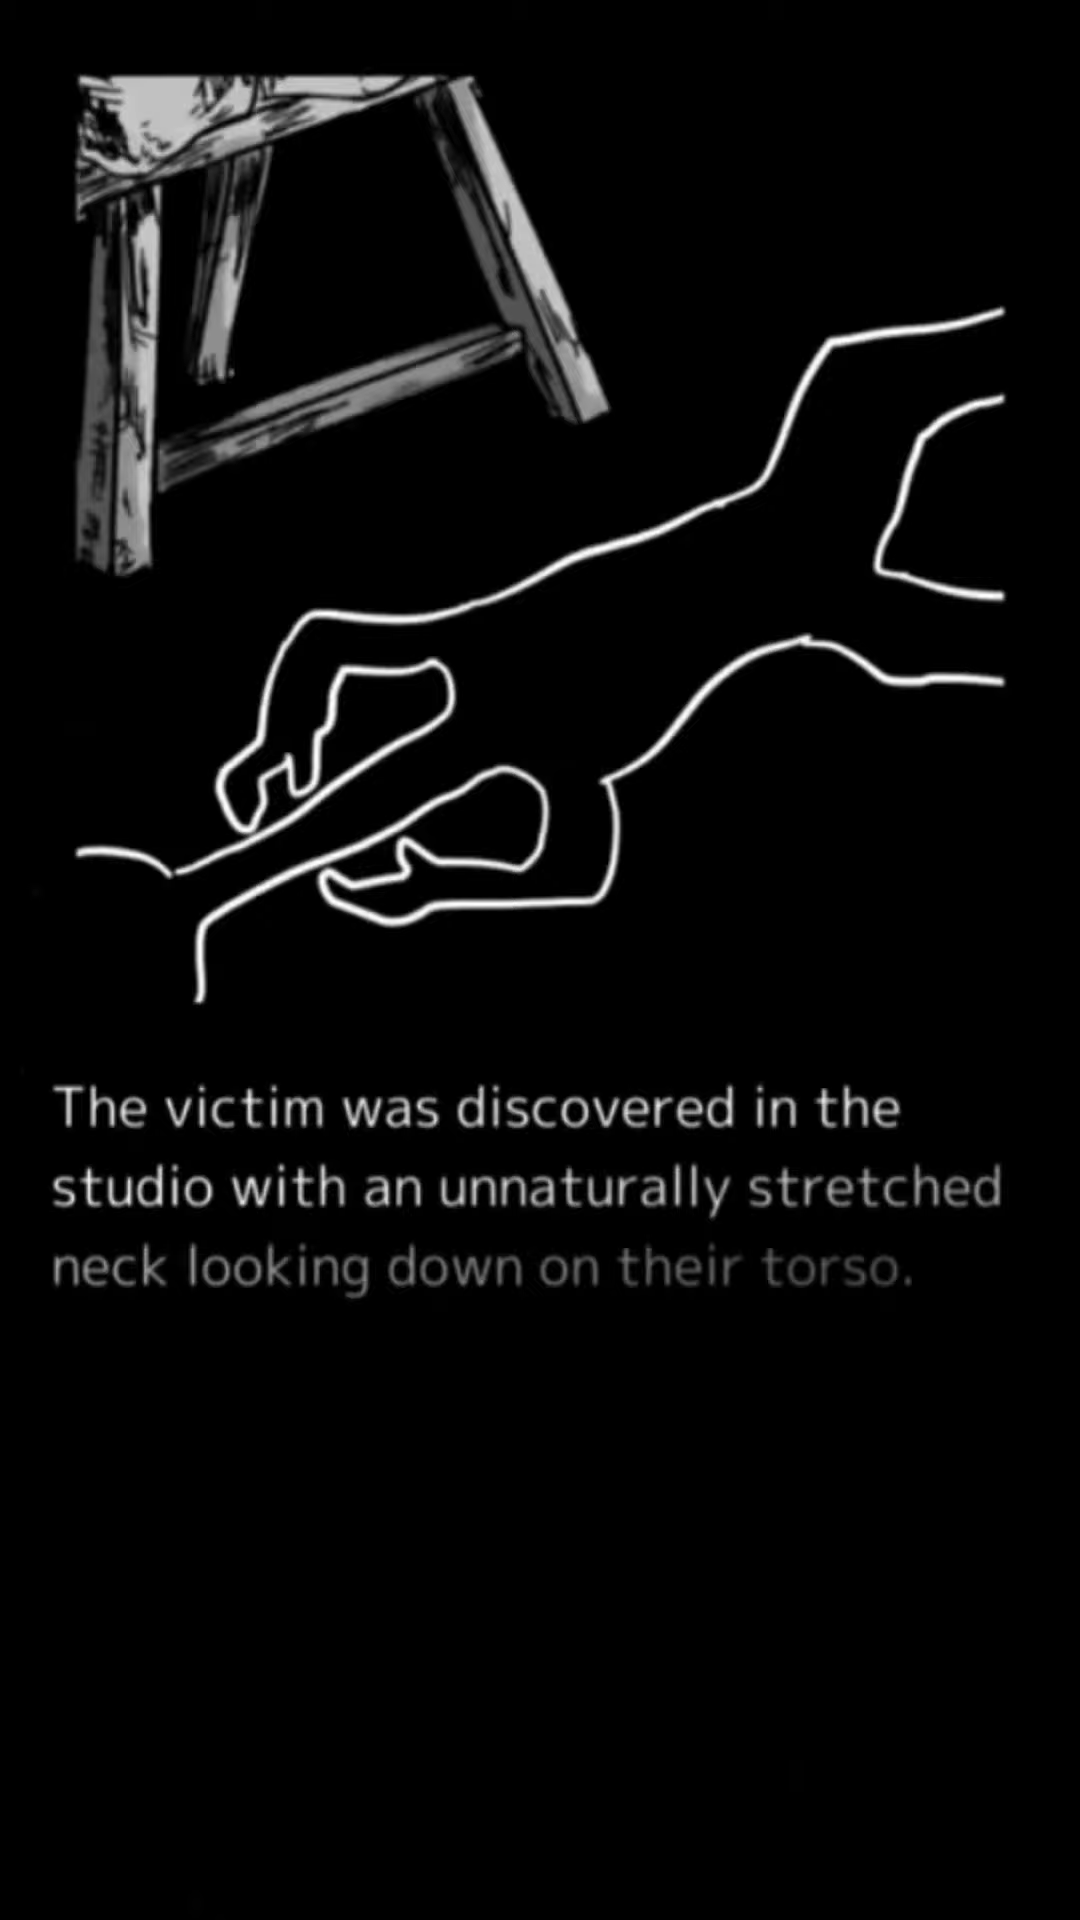 The victim was discovered in the
studio with an unnaturally stretched
neck looking down on their torso.